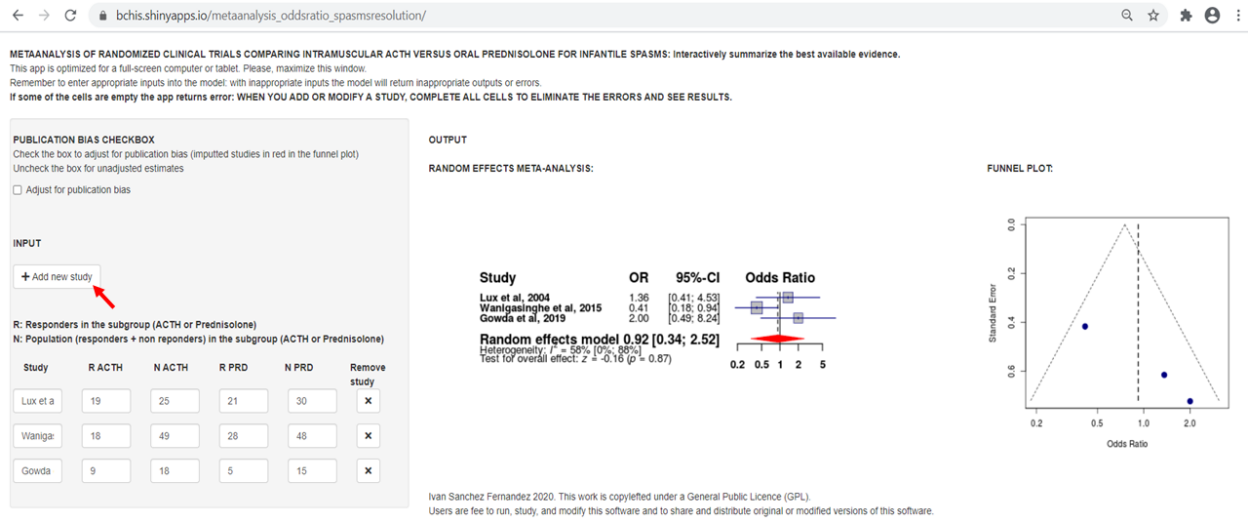 bchis.shinyapps.io/metaanalysis_oddsratio_spasmsresolution/
METAANALYSIS OF RANDOMIZED CLINICAL TRIALS COMPARING INTRAMUSCULAR ACTH VERSUS ORAL PREDNISOLONE FOR INFANTILE SPASMS: Interactively summarize the best available evidence.
This app is optimized for a full-screen computer or tablet. Please, maximize this window.
Remember to enter appropriate inputs into the model: with inappropriate inputs the model will return inappropriate outputs or errors.
If some of the cells are empty the app returns error: WHEN YOU ADD OR MODIFY A STUDY, COMPLETE ALL CELLS TO ELIMINATE THE ERRORS AND SEE RESULTS.
PUBLICATION BIAS CHECKBOX
Check the box to adjust for publication bias (imputted studies in red in the funnel plot)
Uncheck the box for unadjusted estimates
Adjust for publication bias
INPUT
+ Add new study
R: Responders in the subgroup (ACTH or Prednisolone)
N: Population (responders + non reponders) in the subgroup (ACTH or Prednisolone)
Study R ACTH N ACTH R PRD N PRD Remove
study
Lux et a 19 25 21 30 x
Waniga 18 49 28 48 x
Gowda 9 18 5 15 x
OUTPUT
RANDOM EFFECTS META-ANALYSIS:
Study OR 95%-CI Odds Ratio
Lux et al, 2004 1.36 [0.41; 4.53]
Wanigasinghe et al, 2015 0.41 [0.18; 0.94]
Gowda et al, 2019 2.00 [0.49; 8.24]
Random effects model 0.92 [0.34; 2.52]
Heterogeneity: I² = 58% [0%; 88%]
Test for overall effect: z = -0.16 (p = 0.87)
0.2 0.5 1 2 5
FUNNEL PLOT:
Standard Error
0.0
0.2
0.4
0.6
0.2 0.5 1.0 2.0
Odds Ratio
Ivan Sanchez Fernandez 2020. This work is copylefted under a General Public Licence (GPL).
Users are fee to run, study, and modify this software and to share and distribute original or modified versions of this software.